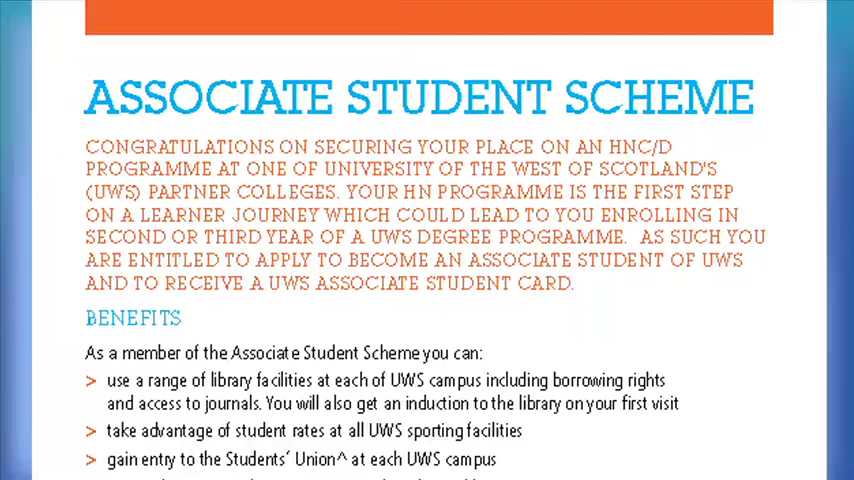 ASSOCIATE STUDENT SCHEME
CONGRATULATIONS ON SECURING YOUR PLACE ON AN HNC/D
PROGRAMME AT ONE OF UNIVERSITY OF THE WEST OF SCOTLAND'S
(UWS) PARTNER COLLEGES. YOUR HN PROGRAMME IS THE FIRST STEP
ON A LEARNER JOURNEY WHICH COULD LEAD TO YOU ENROLLING IN
SECOND OR THIRD YEAR OF A UWS DEGREE PROGRAMME. AS SUCH YOU
ARE ENTITLED TO APPLY TO BECOME AN ASSOCIATE STUDENT OF UWS
AND TO RECEIVE A UWS ASSOCIATE STUDENT CARD.
BENEFITS
As a member of the Associate Student Scheme you can:
> use a range of library facilities at each of UWS campus including borrowing rights
and access to journals. You will also get an induction to the library on your first visit
> take advantage of student rates at all UWS sporting facilities
> gain entry to the Students' Union^ at each UWS campus